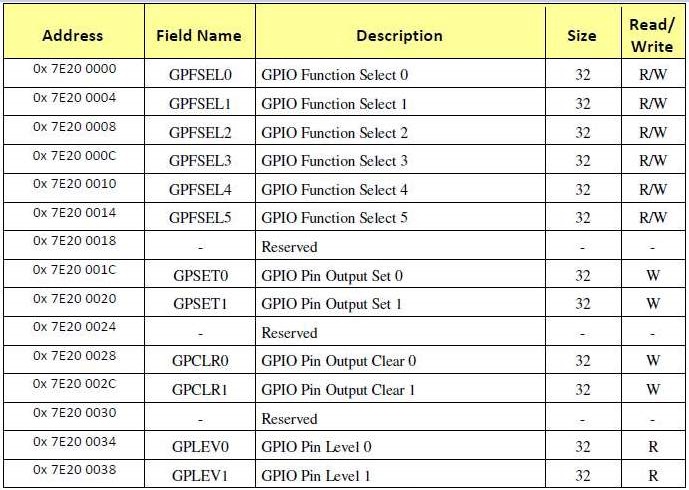 Address Field Name Description Size Read/
Write
0x 7E20 0000 GPFSEL0 GPIO Function Select 0 32 R/W
0x 7E20 0004 GPFSEL1 GPIO Function Select 1 32 R/W
0x 7E20 0008 GPFSEL2 GPIO Function Select 2 32 R/W
0x 7E20 000C GPFSEL3 GPIO Function Select 3 32 R/W
0x 7E20 0010 GPFSEL4 GPIO Function Select 4 32 R/W
0x 7E20 0014 GPFSEL5 GPIO Function Select 5 32 R/W
0x 7E20 0018 - Reserved - -
0x 7E20 001C GPSET0 GPIO Pin Output Set 0 32 W
0x 7E20 0020 GPSET1 GPIO Pin Output Set 1 32 W
0x 7E20 0024 - Reserved - -
0x 7E20 0028 GPCLR0 GPIO Pin Output Clear 0 32 W
0x 7E20 002C GPCLR1 GPIO Pin Output Clear 1 32 W
0x 7E20 0030 - Reserved - -
0x 7E20 0034 GPLEV0 GPIO Pin Level 0 32 R
0x 7E20 0038 GPLEV1 GPIO Pin Level 1 32 R